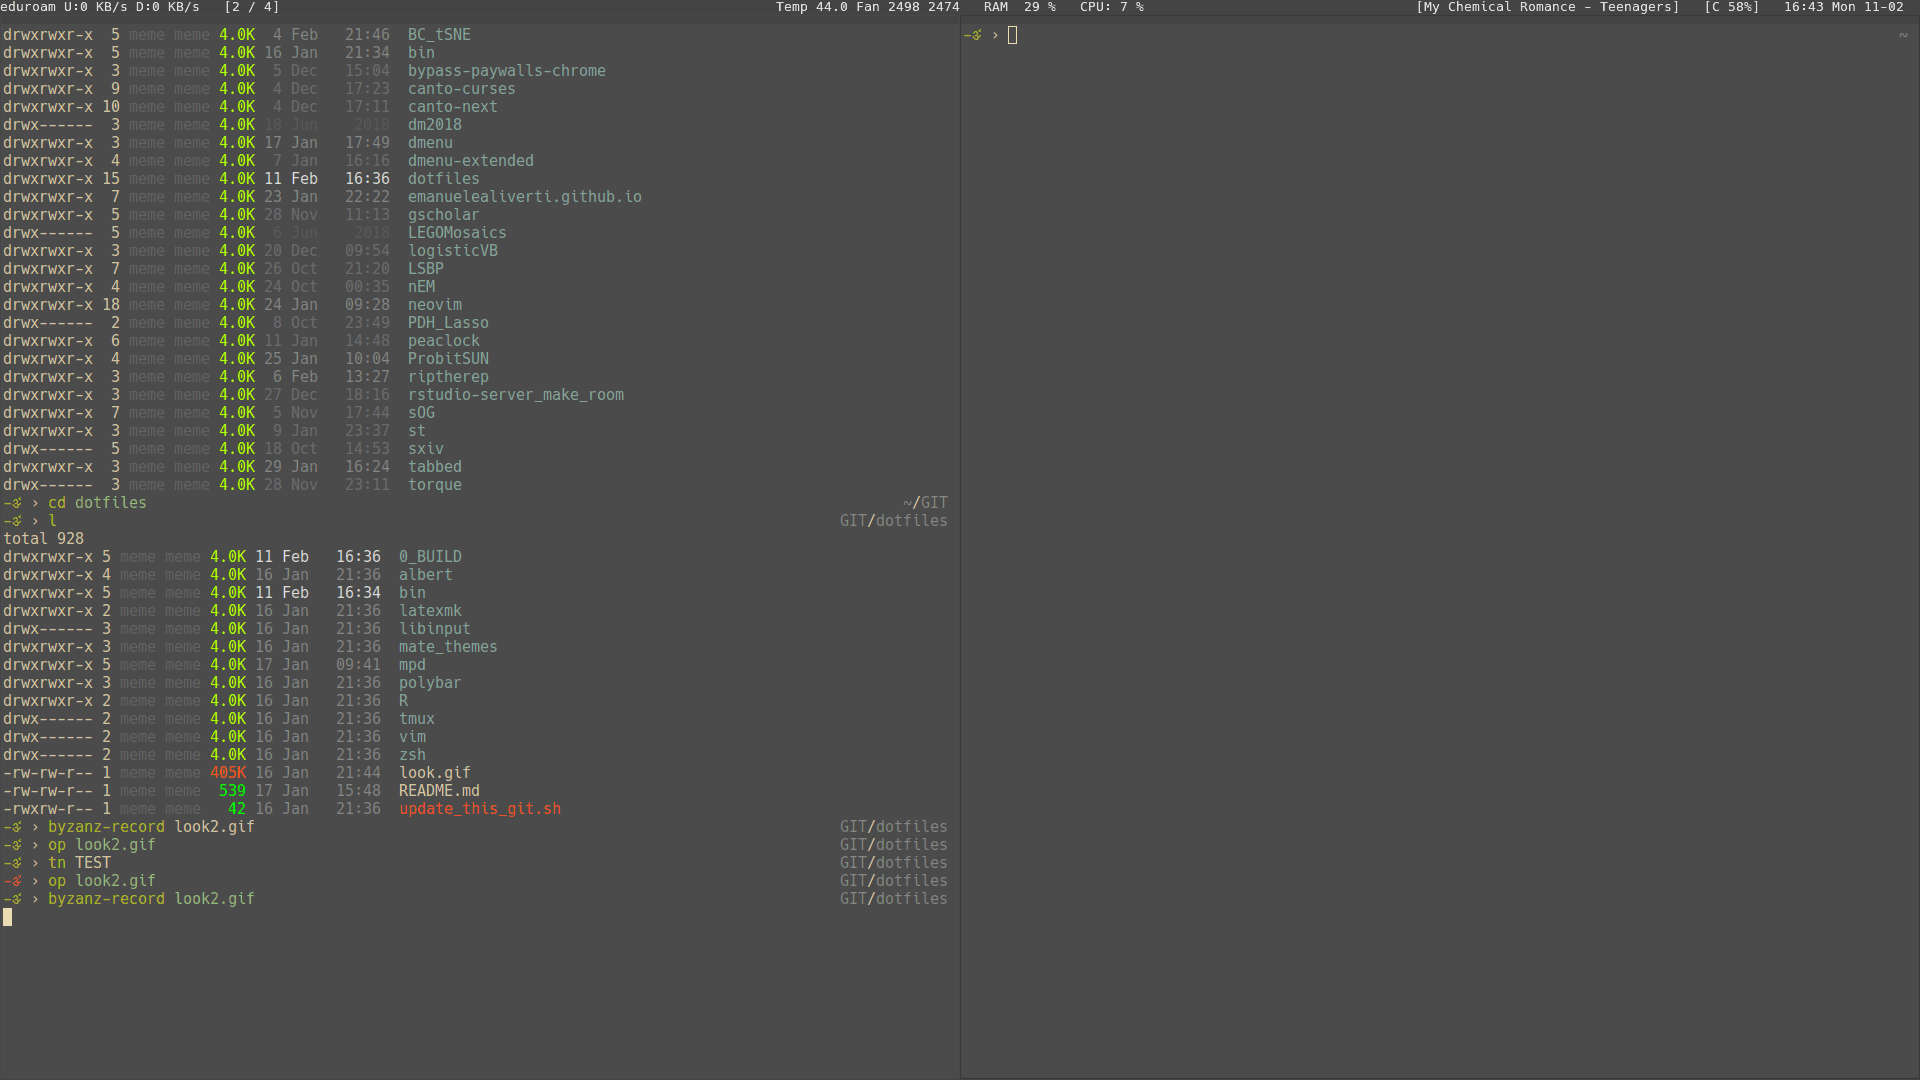 eduroam U:0 KB/s D:0 KB/s [2 / 4] Temp 44.0 Fan 2498 2474 RAM 29 % CPU: 7 % [My Chemical Romance - Teenagers] [C 58%] 16:43 Mon 11-02
drwxrwxr-x 5 meme meme 4.0K 4 Feb 21:46 BC_tSNE
drwxrwxr-x 5 meme meme 4.0K 16 Jan 21:34 bin
drwxrwxr-x 3 meme meme 4.0K 5 Dec 15:04 bypass-paywalls-chrome
drwxrwxr-x 9 meme meme 4.0K 4 Dec 17:23 canto-curses
drwxrwxr-x 10 meme meme 4.0K 4 Dec 17:11 canto-next
drwx------ 3 meme meme 4.0K 18 Jun 2018 dm2018
drwxrwxr-x 3 meme meme 4.0K 17 Jan 17:49 dmenu
drwxrwxr-x 4 meme meme 4.0K 7 Jan 16:16 dmenu-extended
drwxrwxr-x 15 meme meme 4.0K 11 Feb 16:36 dotfiles
drwxrwxr-x 7 meme meme 4.0K 23 Jan 22:22 emanuelealiverti.github.io
drwxrwxr-x 5 meme meme 4.0K 28 Nov 11:13 gscholar
drwx------ 5 meme meme 4.0K 6 Jun 2018 LEGOMosaics
drwxrwxr-x 3 meme meme 4.0K 20 Dec 09:54 logisticVB
drwxrwxr-x 7 meme meme 4.0K 26 Oct 21:20 LSBP
drwxrwxr-x 4 meme meme 4.0K 24 Oct 00:35 nEM
drwxrwxr-x 18 meme meme 4.0K 24 Jan 09:28 neovim
drwx------ 2 meme meme 4.0K 8 Oct 23:49 PDH_Lasso
drwxrwxr-x 6 meme meme 4.0K 11 Jan 14:48 peaclock
drwxrwxr-x 4 meme meme 4.0K 25 Jan 10:04 ProbitSUN
drwxrwxr-x 3 meme meme 4.0K 6 Feb 13:27 riptherep
drwxrwxr-x 3 meme meme 4.0K 27 Dec 18:16 rstudio-server_make_room
drwxrwxr-x 7 meme meme 4.0K 5 Nov 17:44 sOG
drwxrwxr-x 3 meme meme 4.0K 9 Jan 23:37 st
drwx------ 5 meme meme 4.0K 18 Oct 14:53 sxiv
drwxrwxr-x 3 meme meme 4.0K 29 Jan 16:24 tabbed
drwx------ 3 meme meme 4.0K 28 Nov 23:11 torque
-ॐ › cd dotfiles ~/GIT
-ॐ › l GIT/dotfiles
total 928
drwxrwxr-x 5 meme meme 4.0K 11 Feb 16:36 0_BUILD
drwxrwxr-x 4 meme meme 4.0K 16 Jan 21:36 albert
drwxrwxr-x 5 meme meme 4.0K 11 Feb 16:34 bin
drwxrwxr-x 2 meme meme 4.0K 16 Jan 21:36 latexmk
drwx------ 3 meme meme 4.0K 16 Jan 21:36 libinput
drwxrwxr-x 3 meme meme 4.0K 16 Jan 21:36 mate_themes
drwxrwxr-x 5 meme meme 4.0K 17 Jan 09:41 mpd
drwxrwxr-x 3 meme meme 4.0K 16 Jan 21:36 polybar
drwxrwxr-x 2 meme meme 4.0K 16 Jan 21:36 R
drwx------ 2 meme meme 4.0K 16 Jan 21:36 tmux
drwx------ 2 meme meme 4.0K 16 Jan 21:36 vim
drwx------ 2 meme meme 4.0K 16 Jan 21:36 zsh
-rw-rw-r-- 1 meme meme 405K 16 Jan 21:44 look.gif
-rw-rw-r-- 1 meme meme 539 17 Jan 15:48 README.md
-rwxrw-r-- 1 meme meme 42 16 Jan 21:36 update_this_git.sh
-ॐ › byzanz-record look2.gif GIT/dotfiles
-ॐ › op look2.gif GIT/dotfiles
-ॐ › tn TEST GIT/dotfiles
-ॐ › op look2.gif GIT/dotfiles
-ॐ › byzanz-record look2.gif GIT/dotfiles
-ॐ › ~